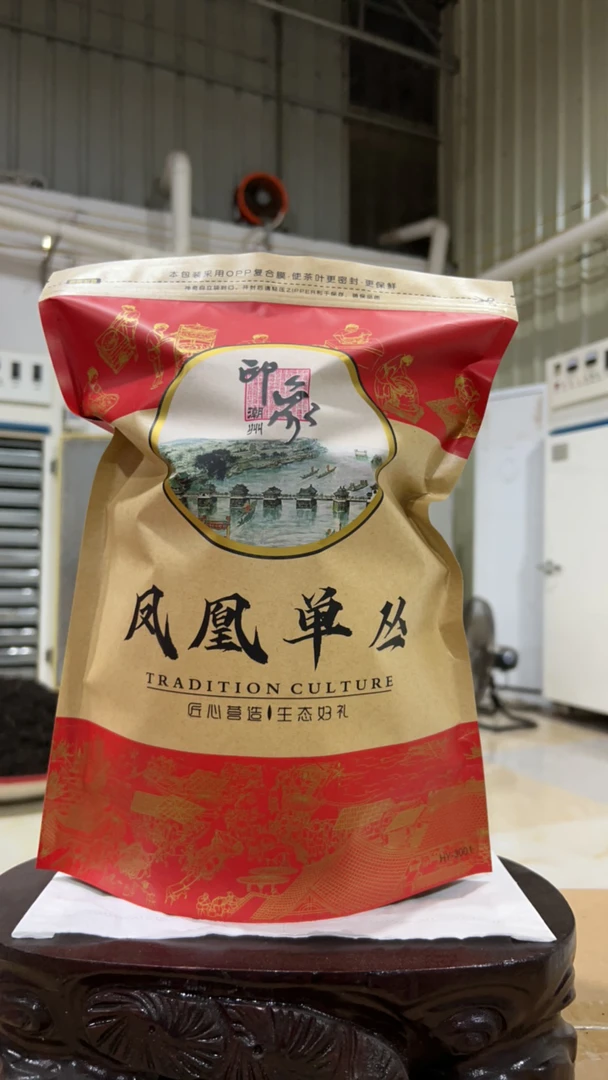 本包装采用OPP复合膜·使茶叶更密封·更保鲜
印象
潮州
凤凰单丛
TRADITION CULTURE
匠心营造 生态好礼